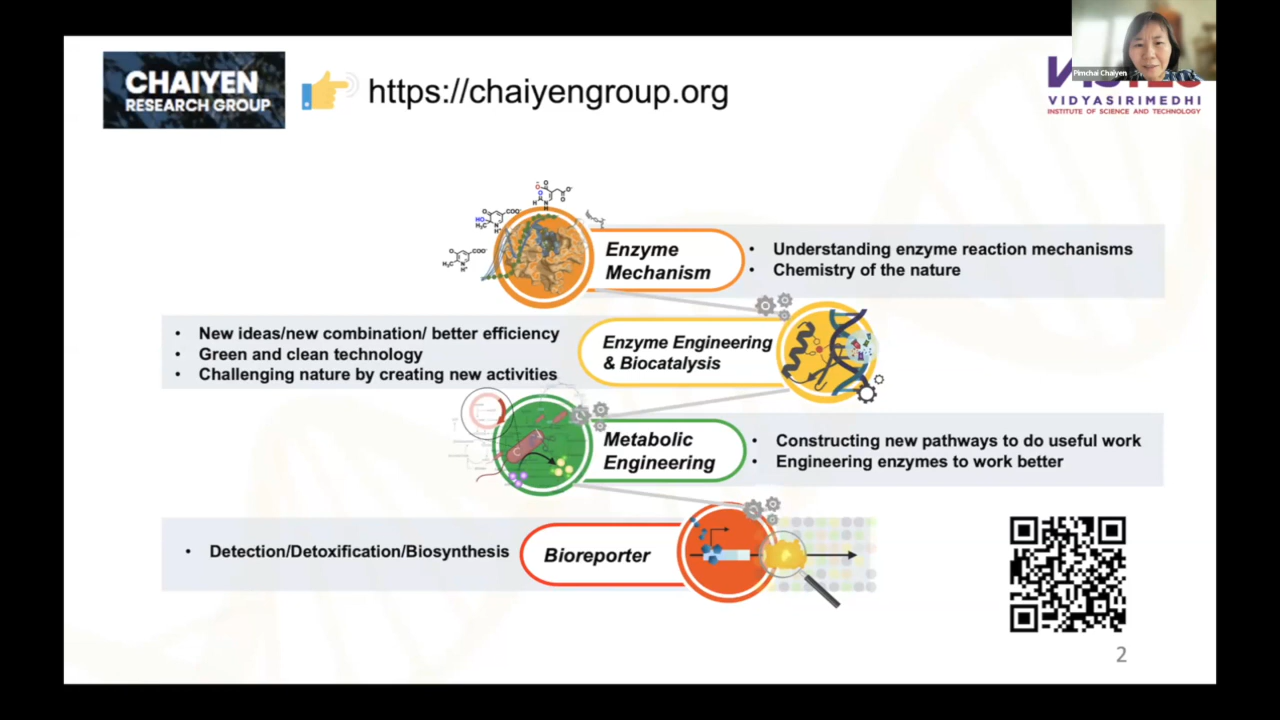 CHAIYEN
RESEARCH GROUP
https://chaiyengroup.org
Pimchai Chaiyen
VIDYASIRIMEDHI
INSTITUTE OF SCIENCE AND TECHNOLOGY
Enzyme
Mechanism
• Understanding enzyme reaction mechanisms
• Chemistry of the nature
• New ideas/new combination/ better efficiency
• Green and clean technology
• Challenging nature by creating new activities
Enzyme Engineering
& Biocatalysis
Metabolic
Engineering
• Constructing new pathways to do useful work
• Engineering enzymes to work better
• Detection/Detoxification/Biosynthesis
Bioreporter
2